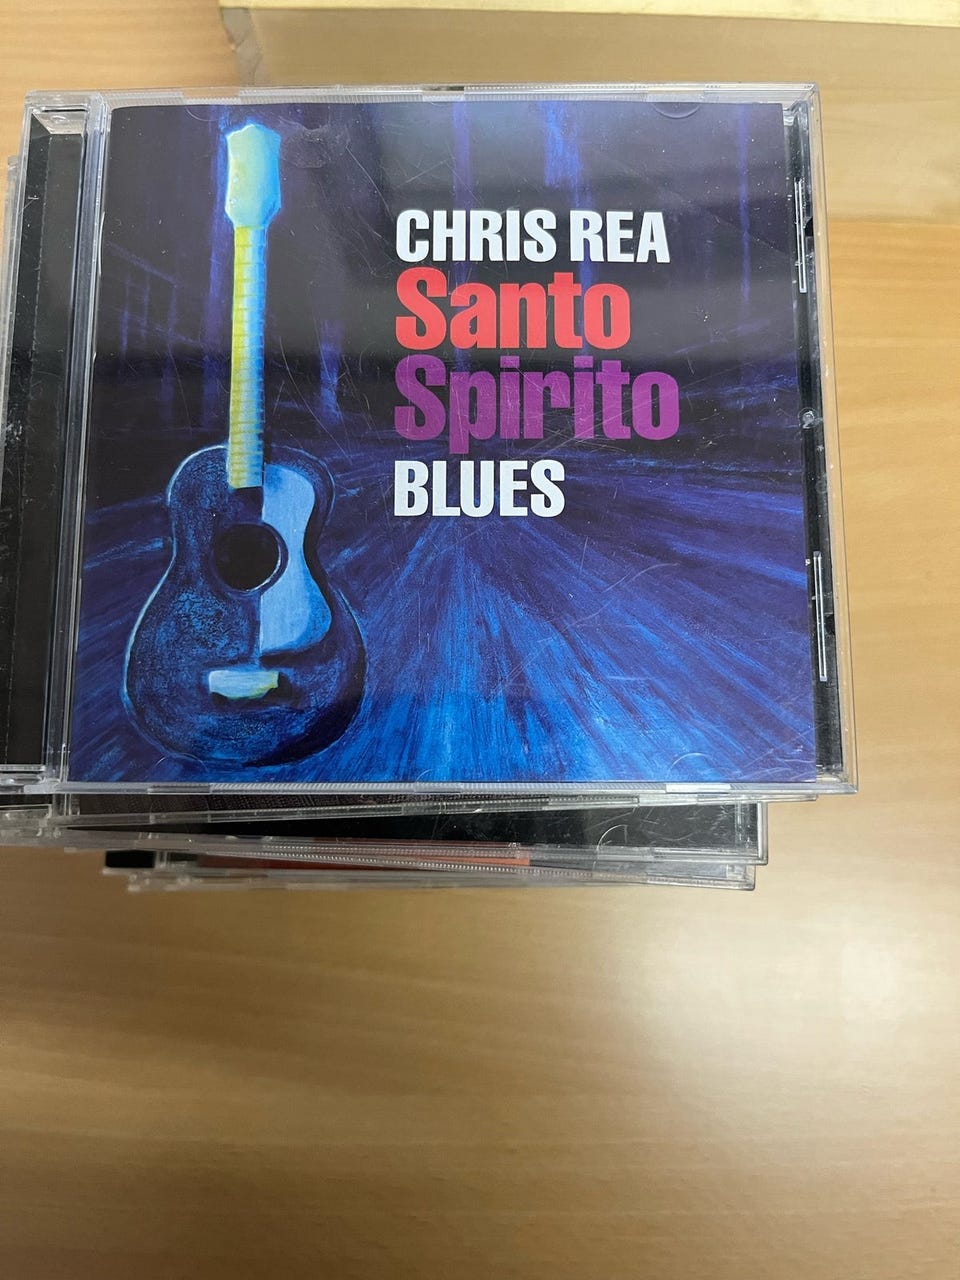 CHRIS REA
Santo
Spirito
BLUES